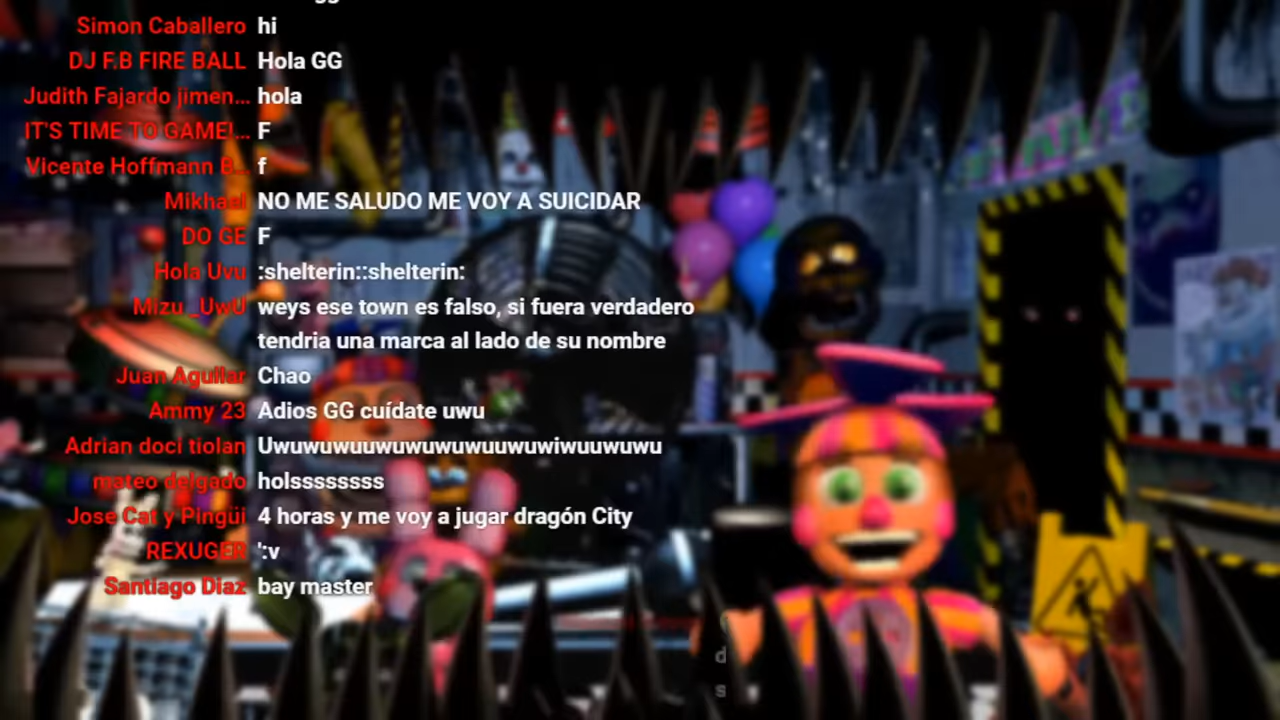 Simon Caballero hi
DJ F.B FIRE BALL Hola GG
Judith Fajardo jimen... hola
IT'S TIME TO GAME!... F
Vicente Hoffmann B... f
Mikhael NO ME SALUDO ME VOY A SUICIDAR
DO GE F
Hola Uvu :shelterin::shelterin:
Mizu_UwU weys ese town es falso, si fuera verdadero
tendria una marca al lado de su nombre
Juan Aguilar Chao
Ammy 23 Adios GG cuídate uwu
Adrian doci tiolan Uwuwuwuuwuwuwuwuuwuwiwuuwuwu
mateo delgado holssssssss
Jose Cat y Pingüi 4 horas y me voy a jugar dragón City
REXUGER ':v
Santiago Diaz bay master